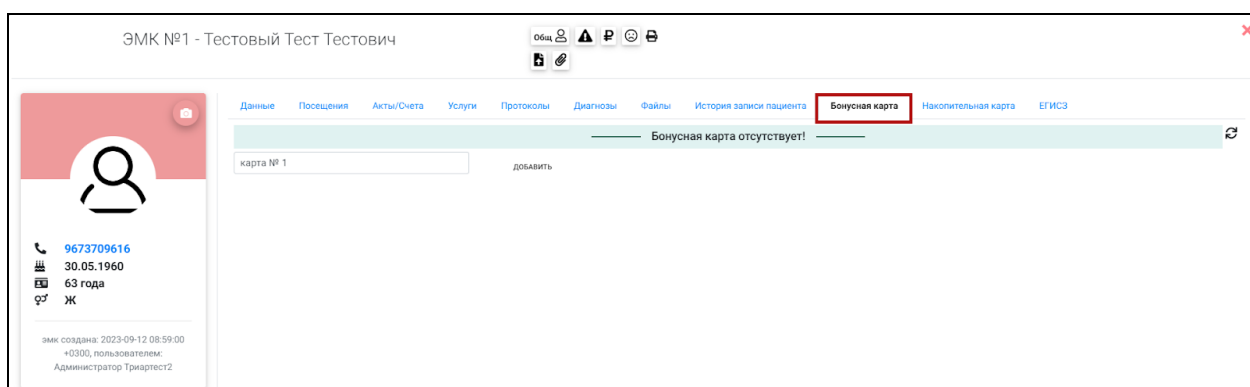 ЭМК №1 - Тестовый Тест Тестович
Общ
Данные Посещения Акты/Счета Услуги Протоколы Диагнозы Файлы История записи пациента Бонусная карта Накопительная карта ЕГИСЗ
Бонусная карта отсутствует!
карта № 1
ДОБАВИТЬ
9673709616
30.05.1960
63 года
Ж
эмк создана: 2023-09-12 08:59:00
+0300, пользователем:
Администратор Триартест2